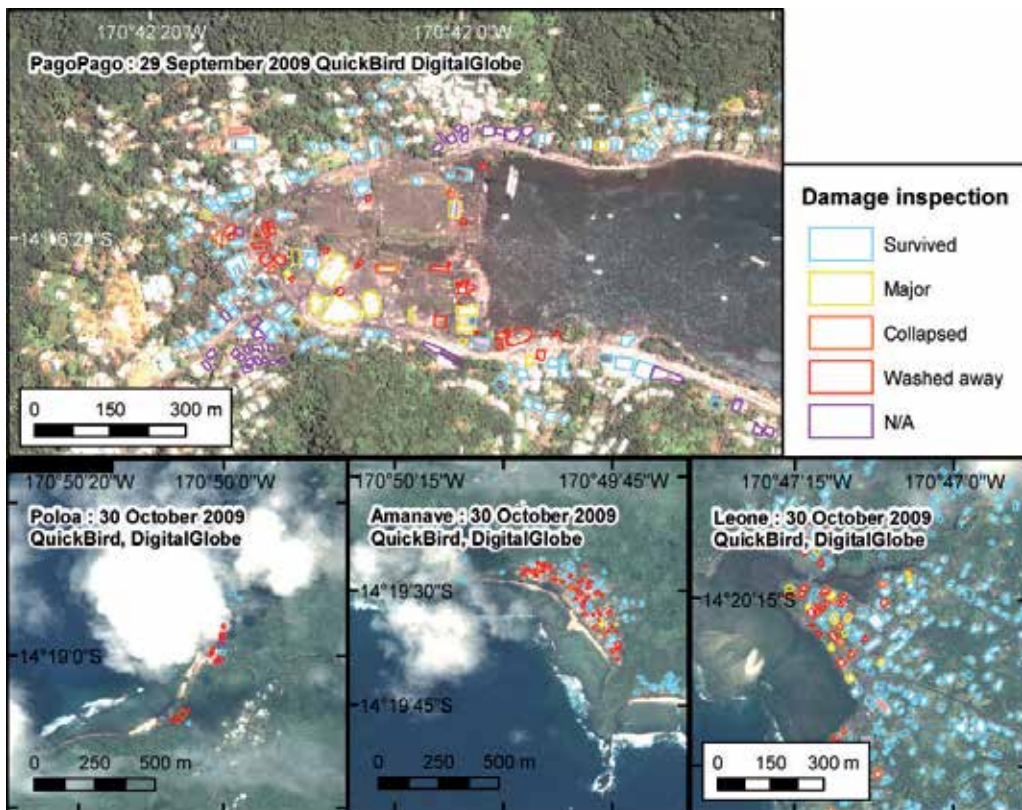 170°42'20"W
170°42'0"W
PagoPago : 29 September 2009 QuickBird DigitalGlobe
14°16'20"S
0 150 300 m
Damage inspection
Survived
Major
Collapsed
Washed away
N/A
170°50'20"W
170°50'0"W
Poloa : 30 October 2009
QuickBird, DigitalGlobe
14°19'0"S
0 250 500 m
170°50'15"W
170°49'45"W
Amanave : 30 October 2009
QuickBird, DigitalGlobe
14°19'30"S
14°19'45"S
0 250 500 m
170°47'15"W
170°47'0"W
Leone : 30 October 2009
QuickBird, DigitalGlobe
14°20'15"S
0 150 300 m